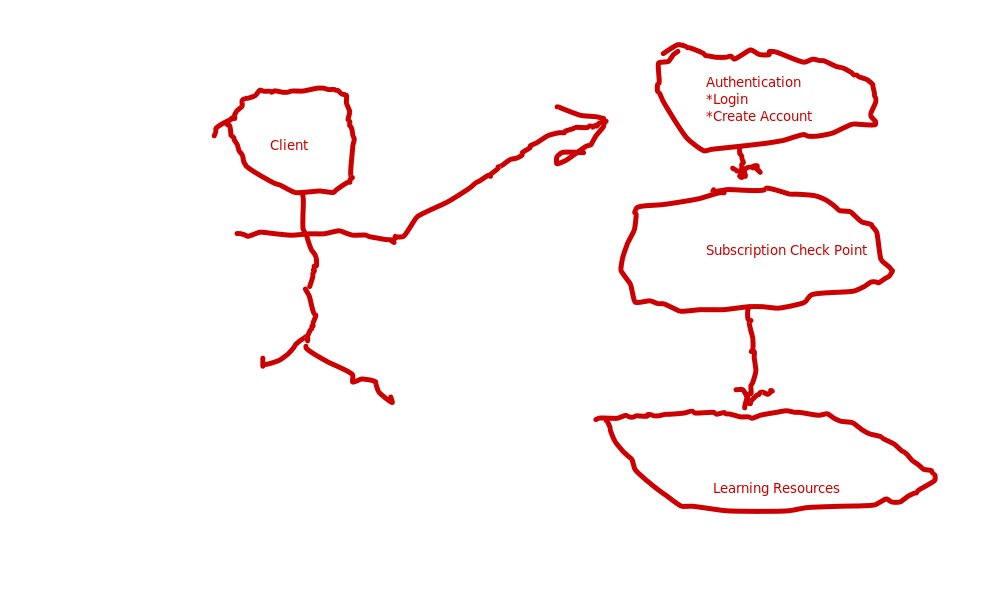 Client
Authentication
*Login
*Create Account
Subscription Check Point
Learning Resources